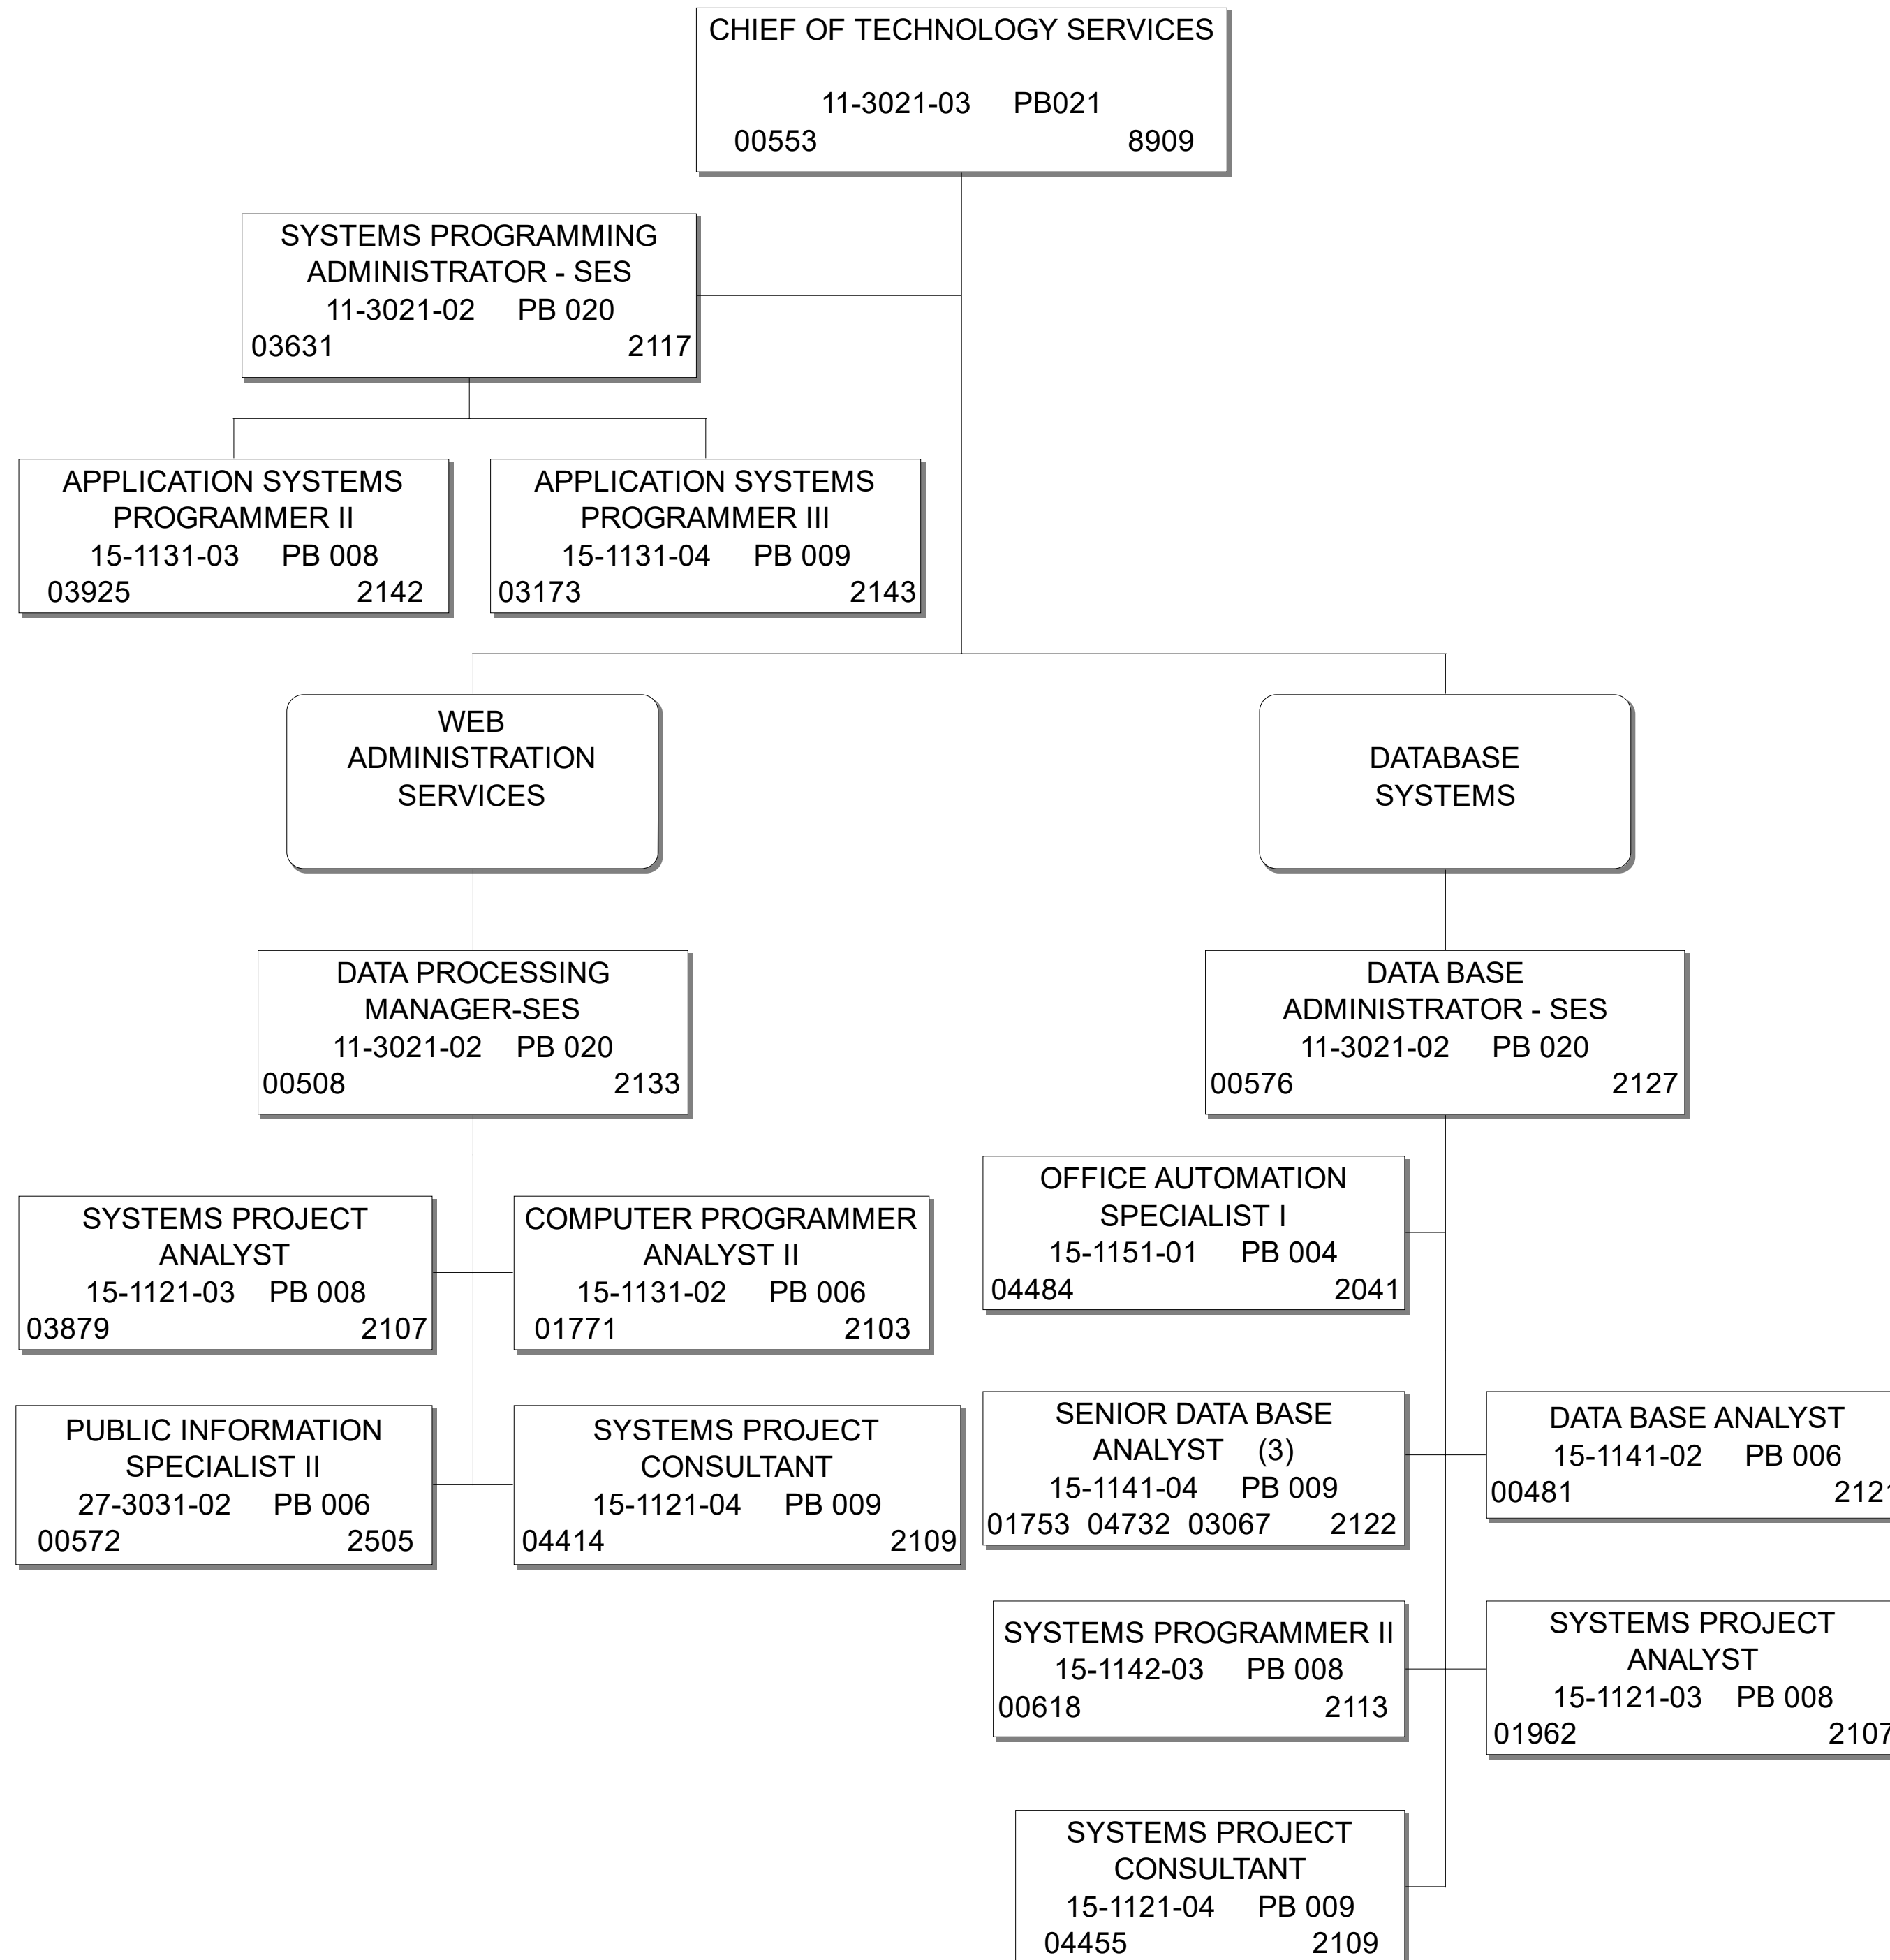 CHIEF OF TECHNOLOGY SERVICES
11-3021-03 PB021
00553 8909
SYSTEMS PROGRAMMING
ADMINISTRATOR - SES
11-3021-02 PB 020
03631 2117
APPLICATION SYSTEMS
PROGRAMMER II
15-1131-03 PB 008
03925 2142
APPLICATION SYSTEMS
PROGRAMMER III
15-1131-04 PB 009
03173 2143
WEB
ADMINISTRATION
SERVICES
DATABASE
SYSTEMS
DATA PROCESSING
MANAGER-SES
11-3021-02 PB 020
00508 2133
DATA BASE
ADMINISTRATOR - SES
11-3021-02 PB 020
00576 2127
SYSTEMS PROJECT
ANALYST
15-1121-03 PB 008
03879 2107
COMPUTER PROGRAMMER
ANALYST II
15-1131-02 PB 006
01771 2103
OFFICE AUTOMATION
SPECIALIST I
15-1151-01 PB 004
04484 2041
PUBLIC INFORMATION
SPECIALIST II
27-3031-02 PB 006
00572 2505
SYSTEMS PROJECT
CONSULTANT
15-1121-04 PB 009
04414 2109
SENIOR DATA BASE
ANALYST (3)
15-1141-04 PB 009
01753 04732 03067 2122
DATA BASE ANALYST
15-1141-02 PB 006
00481 2121
SYSTEMS PROGRAMMER II
15-1142-03 PB 008
00618 2113
SYSTEMS PROJECT
ANALYST
15-1121-03 PB 008
01962 2107
SYSTEMS PROJECT
CONSULTANT
15-1121-04 PB 009
04455 2109